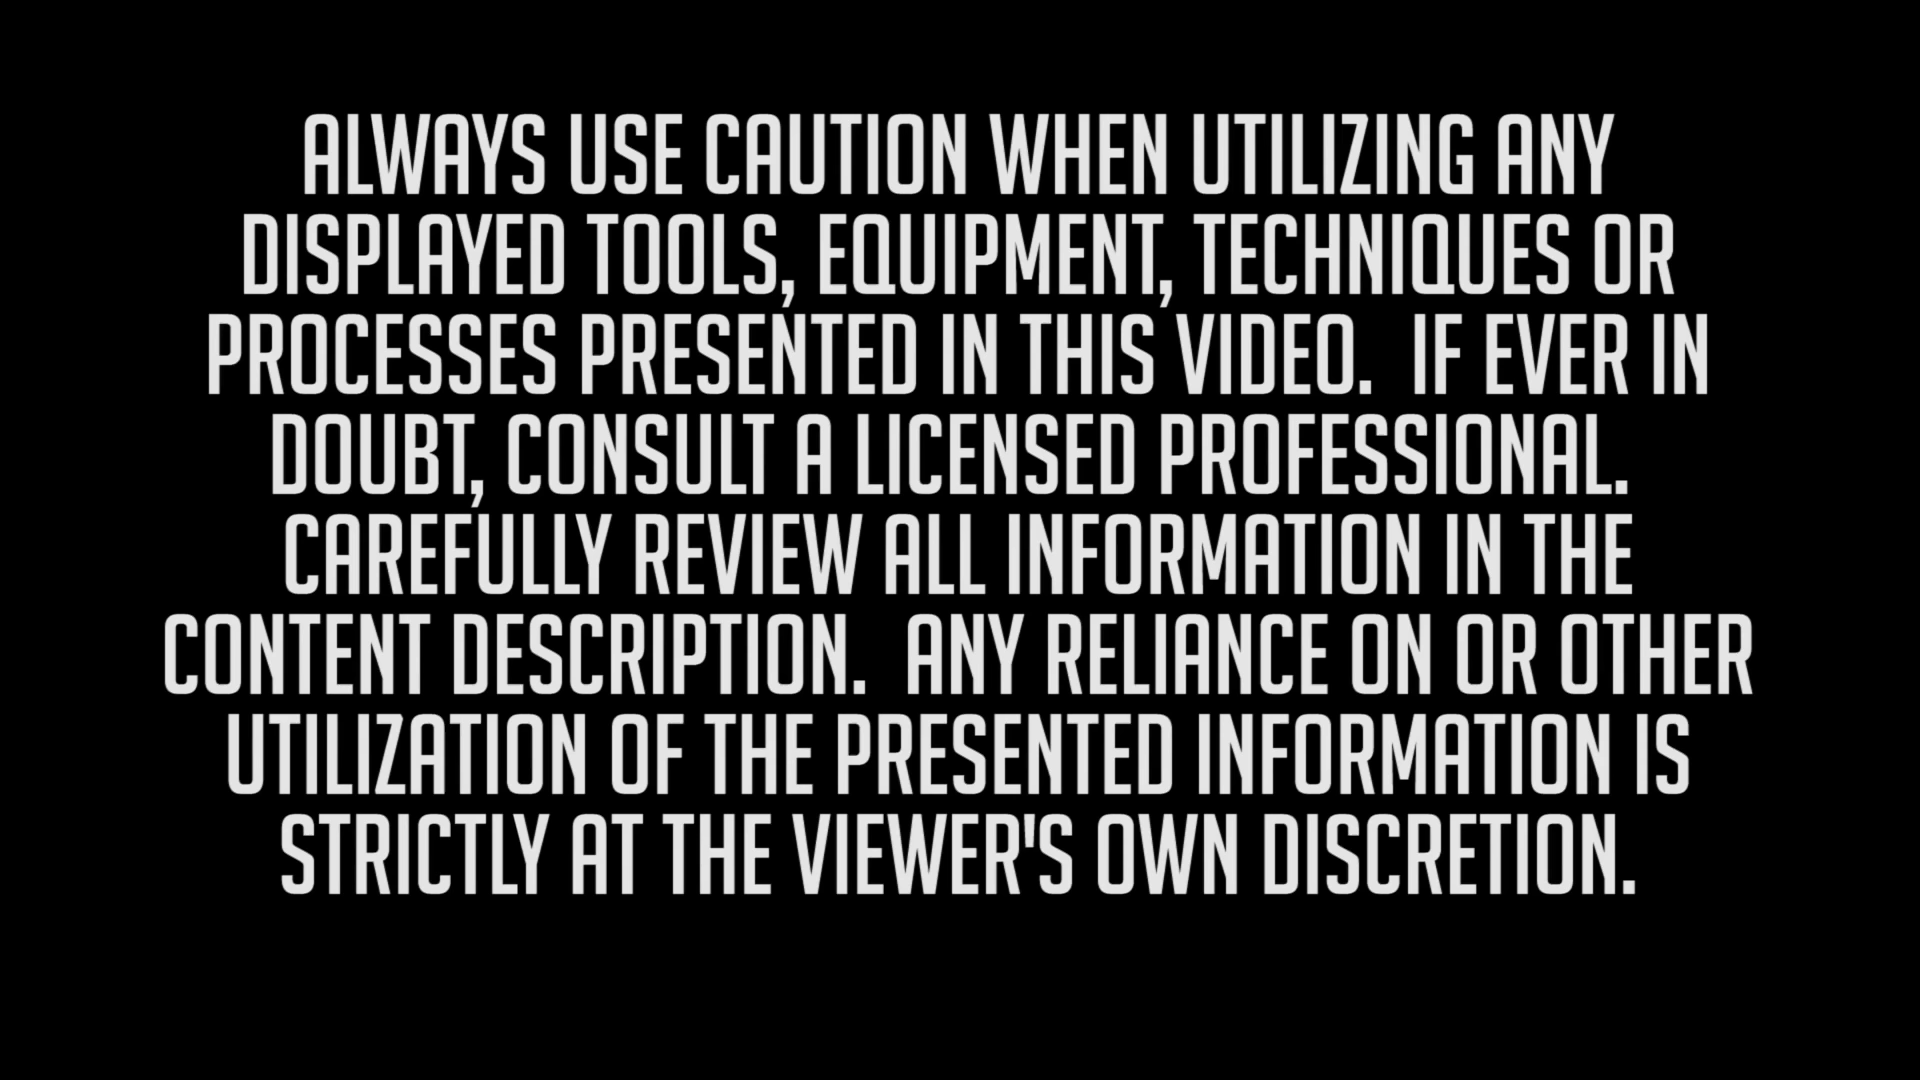 ALWAYS USE CAUTION WHEN UTILIZING ANY
DISPLAYED TOOLS, EQUIPMENT, TECHNIQUES OR
PROCESSES PRESENTED IN THIS VIDEO.  IF EVER IN
DOUBT, CONSULT A LICENSED PROFESSIONAL.
CAREFULLY REVIEW ALL INFORMATION IN THE
CONTENT DESCRIPTION.  ANY RELIANCE ON OR OTHER
UTILIZATION OF THE PRESENTED INFORMATION IS
STRICTLY AT THE VIEWER'S OWN DISCRETION.